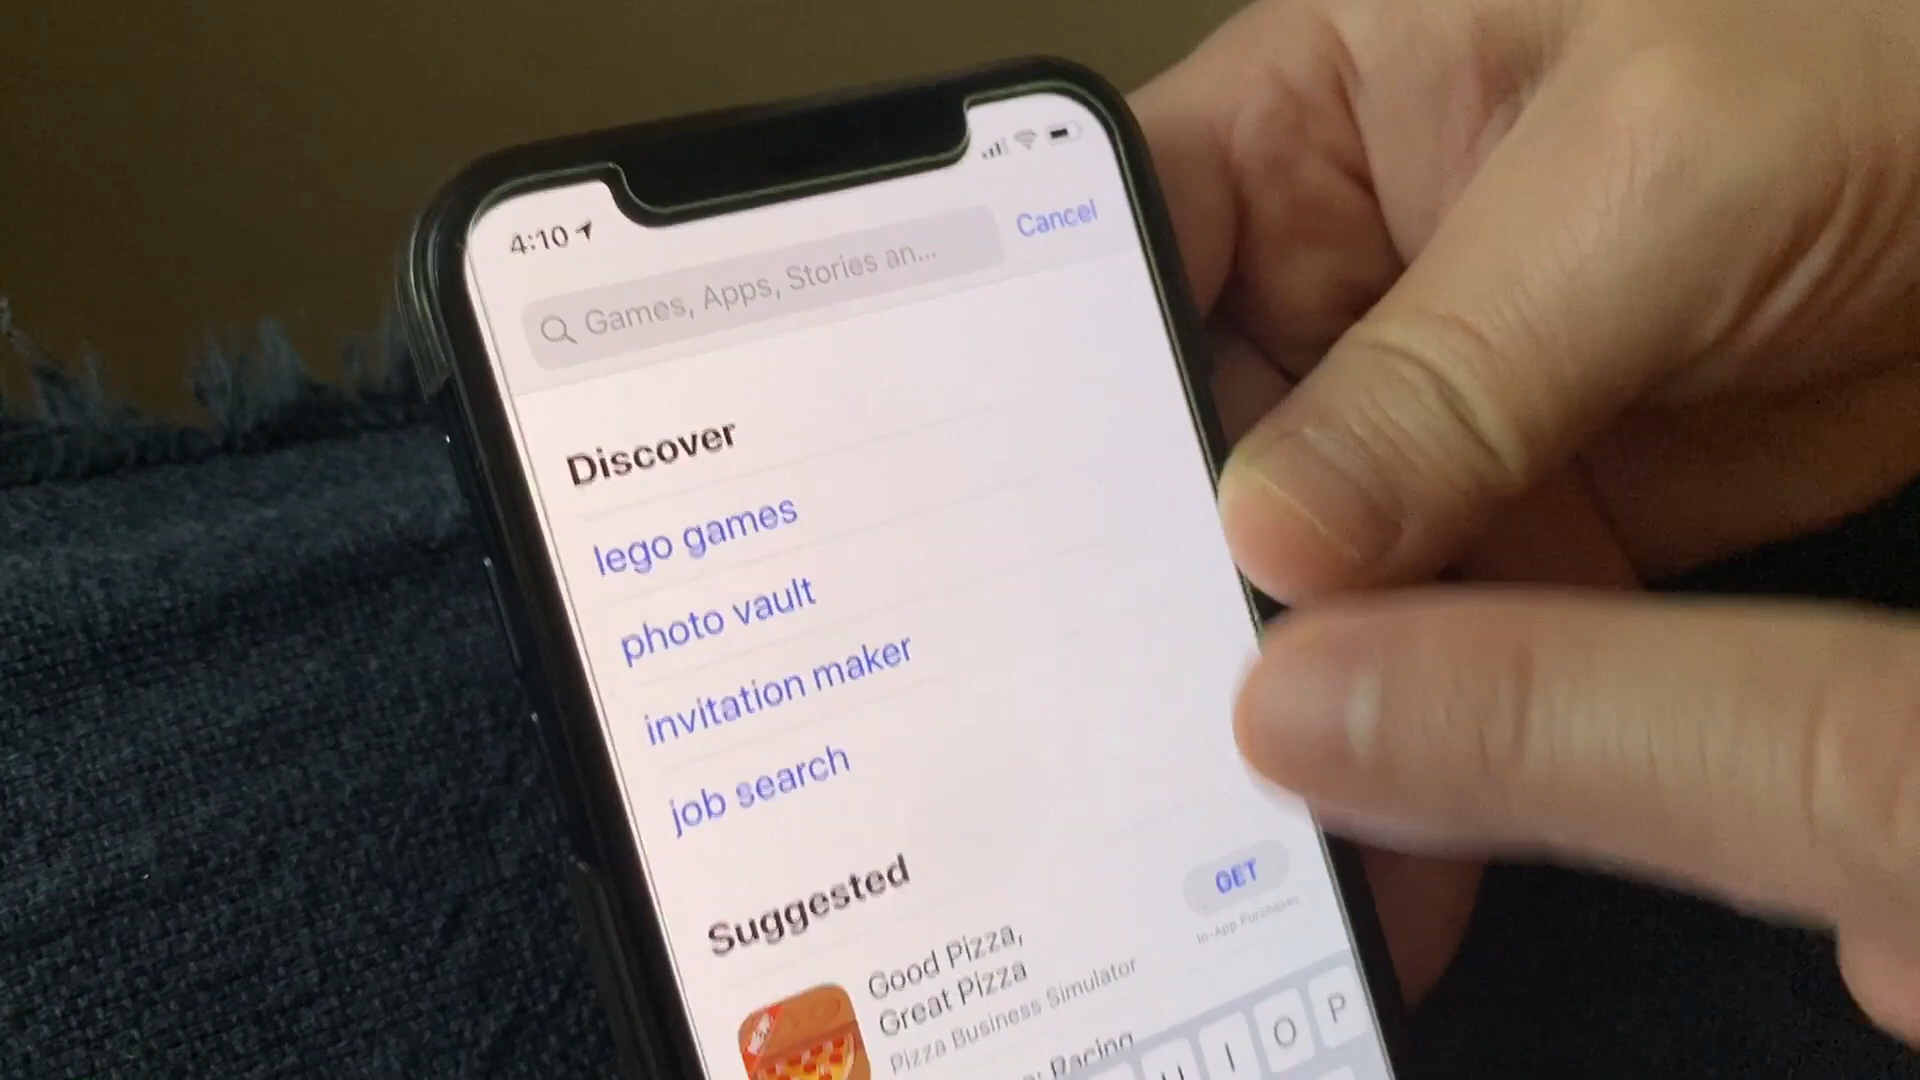 4:10
Games, Apps, Stories an...
Cancel
Discover
lego games
photo vault
invitation maker
job search
Suggested
Good Pizza,
Great Pizza
Pizza Business Simulator
GET
In-App Purchases
NEW
Racing
U I O P